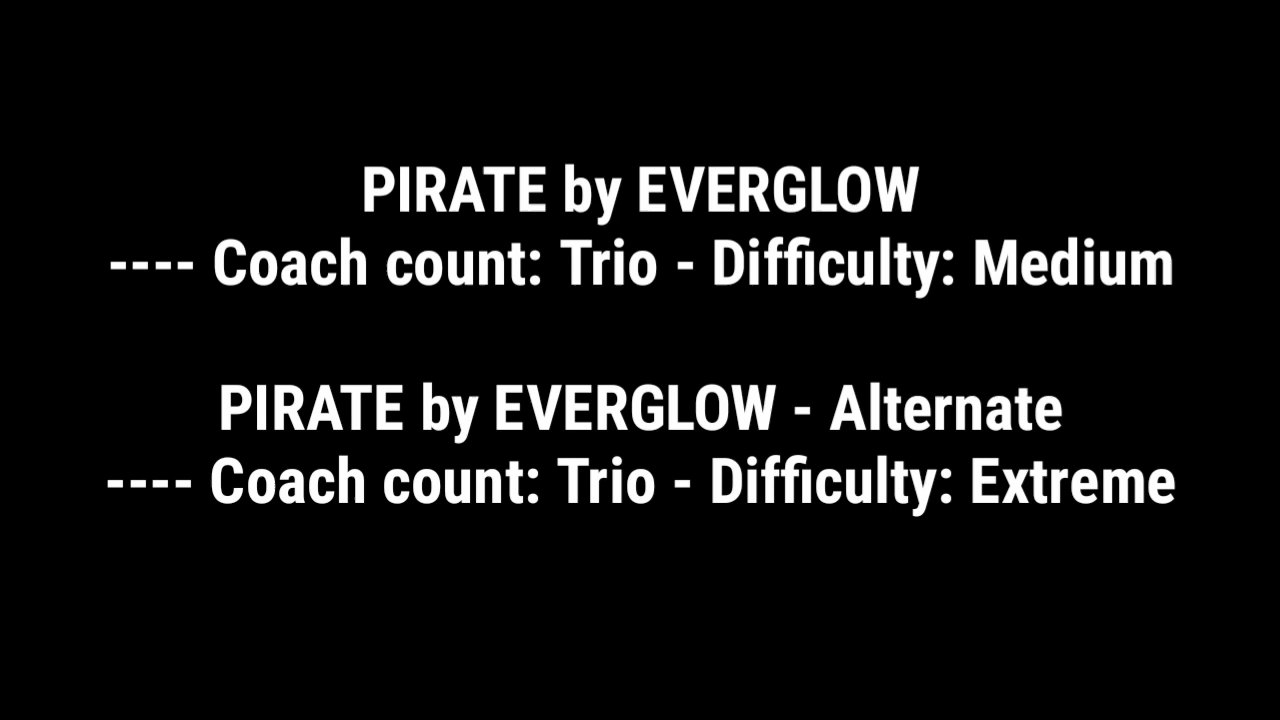 PIRATE by EVERGLOW
---- Coach count: Trio - Difficulty: Medium
PIRATE by EVERGLOW - Alternate
---- Coach count: Trio - Difficulty: Extreme